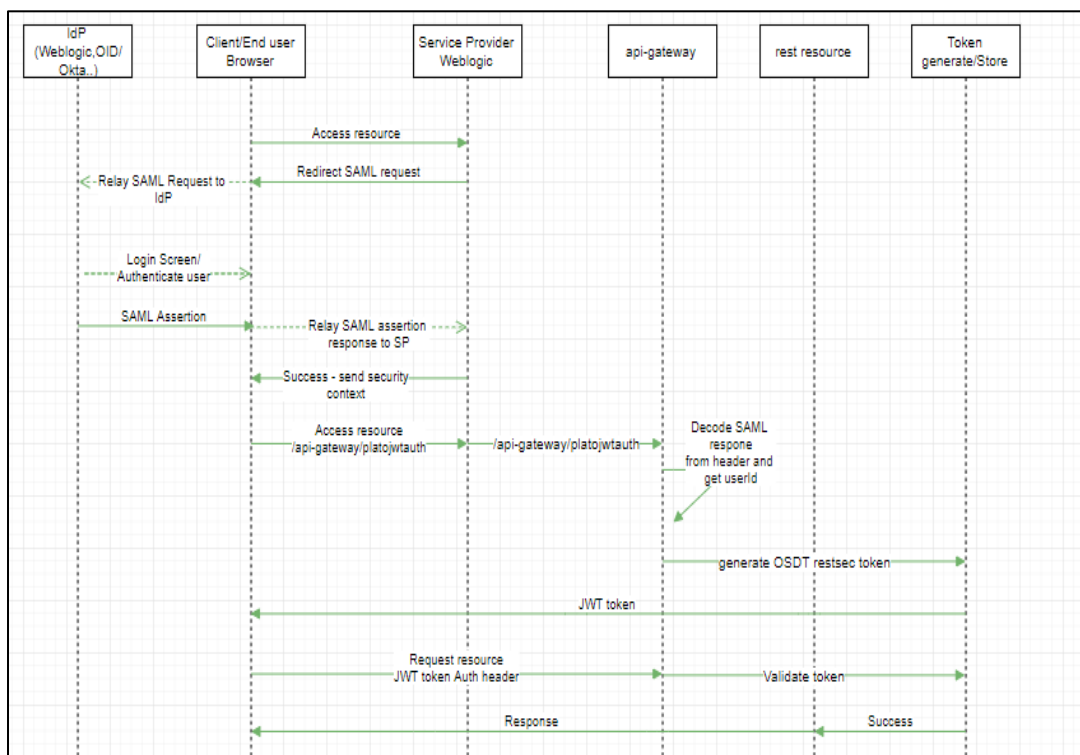 IdP
(Weblogic,OID/
Okta..)
Client/End user
Browser
Service Provider
Weblogic
api-gateway
rest resource
Token
generate/Store
Access resource
Redirect SAML request
Relay SAML Request to
IdP
Login Screen/
Authenticate user
SAML Assertion
Relay SAML assertion
response to SP
Success - send security
context
Access resource
/api-gateway/platojwtauth
/api-gateway/platojwtauth
Decode SAML
respone
from header and
get userId
generate OSDT restsec token
JWT token
Request resource
JWT token Auth header
Validate token
Response
Success